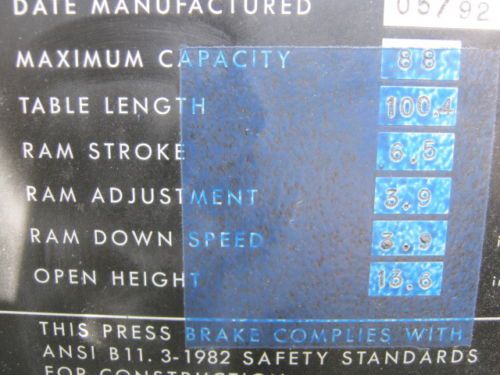 DATE MANUFACTURED 05/92
MAXIMUM CAPACITY 88
TABLE LENGTH 100.4
RAM STROKE 6.5
RAM ADJUSTMENT 3.9
RAM DOWN SPEED 3.9
OPEN HEIGHT 13.6
THIS PRESS BRAKE COMPLIES WITH
ANSI B11. 3-1982 SAFETY STANDARDS
FOR CONSTRUCTION